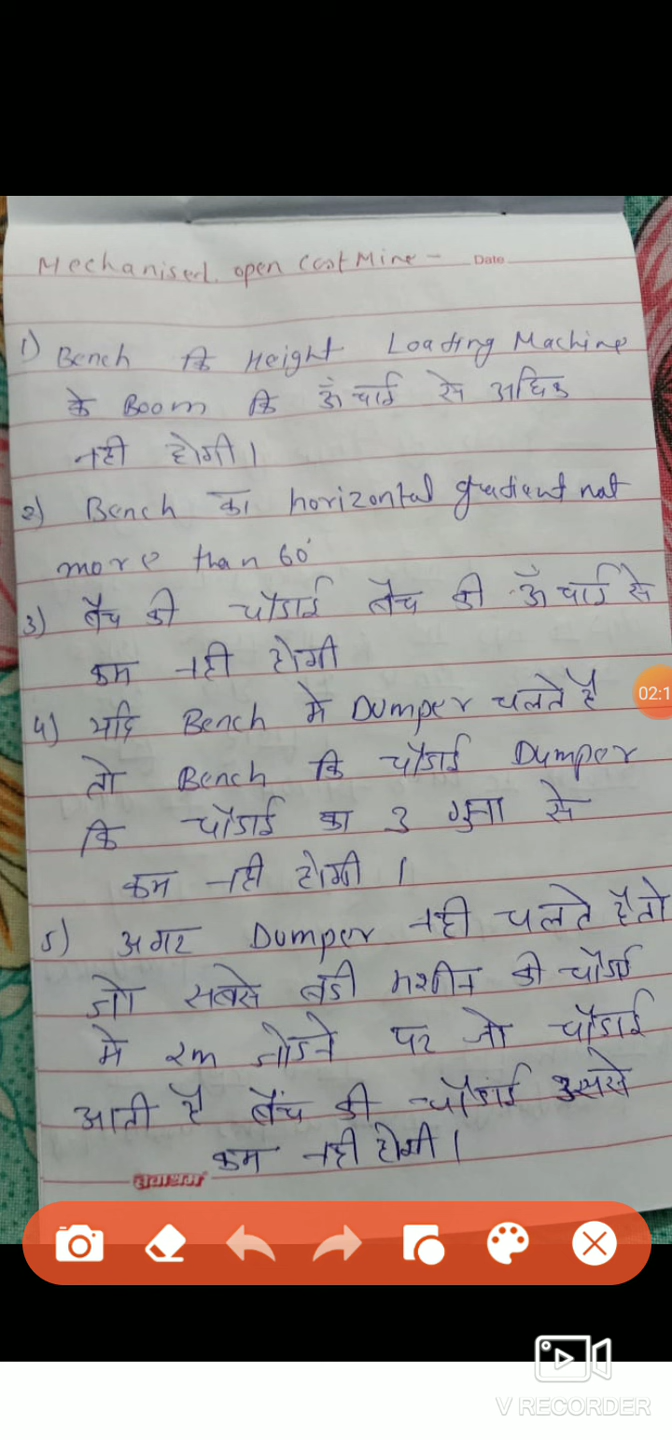 Mechanised open Cast Mine - Date
1) Bench कि Height Loading Machine
के Boom कि ऊँचाई से अधिक
नही होगी।
2) Bench का horizontal gradient not
more than 60°
3) बैंच की चौडाई बैंच की ऊँचाई से
कम नही होगी
4) यदि Bench मे Dumper चलते है
तो Bench कि चौडाई Dumper
कि चौडाई का 3 गुना से
कम नही होगी।
5) अगर Dumper नही चलते है तो
जो सबसे बडी मशीन की चौडाई
मे 2m जोडने पर जो चौडाई
आती है बैंच की चौडाई उससे
कम नही होगी।
02:1
V RECORDER